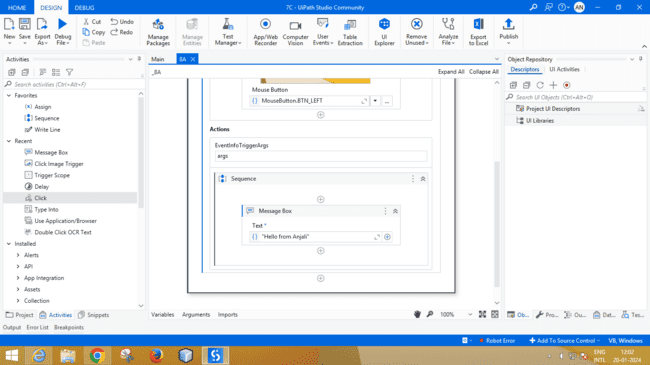 HOME DESIGN DEBUG
7C - UiPath Studio Community
AN
New Save Export As Debug File
Cut Copy Paste
Undo Redo
Manage Packages
Manage Entities
Test Manager
App/Web Recorder
Computer Vision
User Events
Table Extraction
UI Explorer
Remove Unused
Analyze File
Export to Excel
Publish
Activities
Search activities (Ctrl+Alt+F)
Favorites
Assign
Sequence
Write Line
Recent
Message Box
Click Image Trigger
Trigger Scope
Delay
Click
Type Into
Use Application/Browser
Double Click OCR Text
Installed
Alerts
API
App Integration
Assets
Collection
Project Activities Snippets
Main 8A
_8A
Expand All Collapse All
Mouse Button
MouseButton.BTN_LEFT
Actions
EventInfoTriggerArgs
args
Sequence
Message Box
Text *
"Hello from Anjali"
Variables Arguments Imports
100%
Object Repository
Descriptors UI Activities
Search UI Objects (Ctrl+Alt+O)
Project UI Descriptors
UI Libraries
Obj... Pro... Ou... Dat... Tes...
Output Error List Breakpoints
Robot Error
Add To Source Control
VB, Windows
ENG
INTL
12:02
20-01-2024